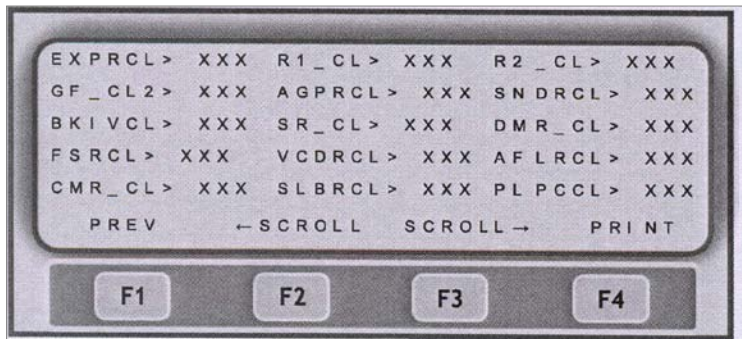 EXPRCL> XXX R1_CL> XXX R2_CL> XXX
GF_CL2> XXX AGPRCL> XXX SNDRCL> XXX
BKIVCL> XXX SR_CL> XXX DMR_CL> XXX
FSRCL> XXX VCDRCL> XXX AFLRCL> XXX
CMR_CL> XXX SLBRCL> XXX PLPCCL> XXX
PREV ←SCROLL SCROLL→ PRINT
F1 F2 F3 F4